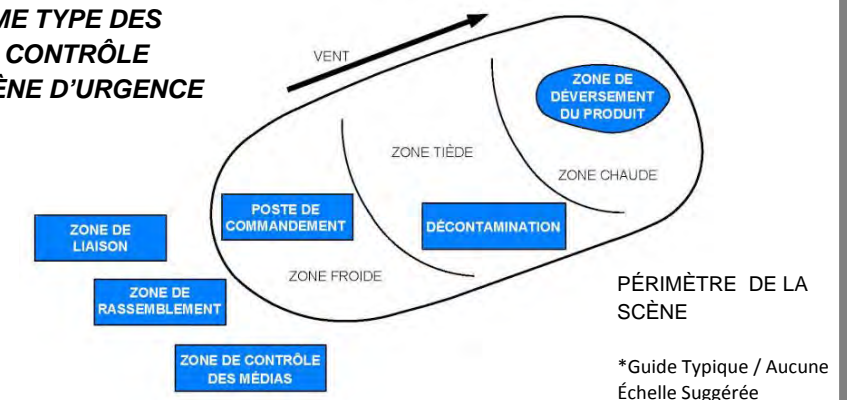 ME TYPE DES
CONTRÔLE
ÈNE D'URGENCE
VENT
ZONE DE
DÉVERSEMENT
DU PRODUIT
ZONE TIÈDE
ZONE CHAUDE
POSTE DE
COMMANDEMENT
DÉCONTAMINATION
ZONE DE
LIAISON
ZONE FROIDE
ZONE DE
RASSEMBLEMENT
PÉRIMÈTRE DE LA
SCÈNE
ZONE DE CONTRÔLE
DES MÉDIAS
*Guide Typique / Aucune
Échelle Suggérée